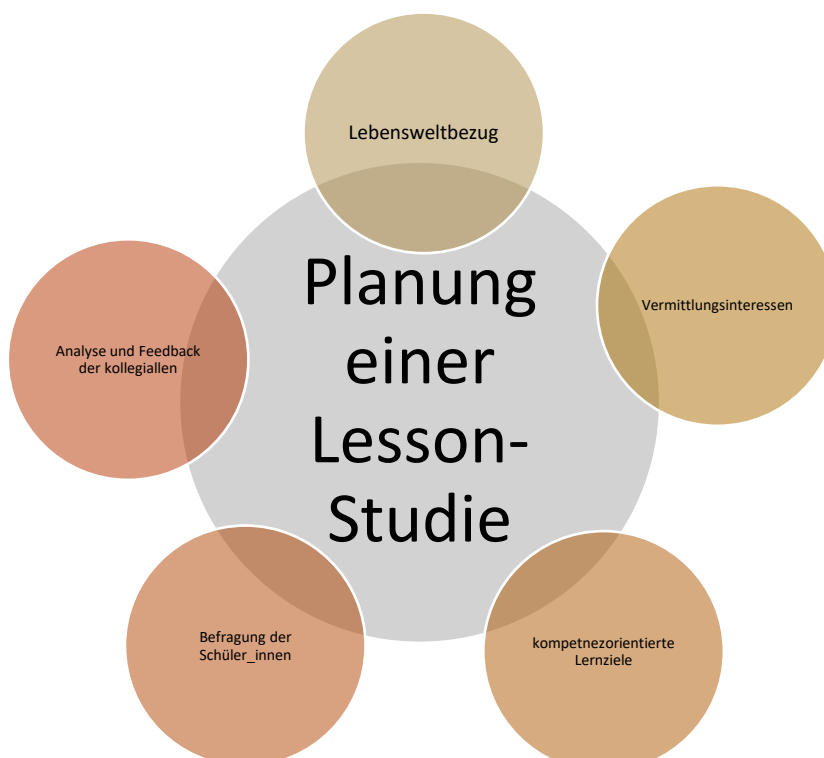 Lebensweltbezug
Planung
einer
Lesson-
Studie
Vermittlungsinteressen
kompetnezorientierte
Lernziele
Befragung der
Schüler_innen
Analyse und Feedback
der kollegiallen